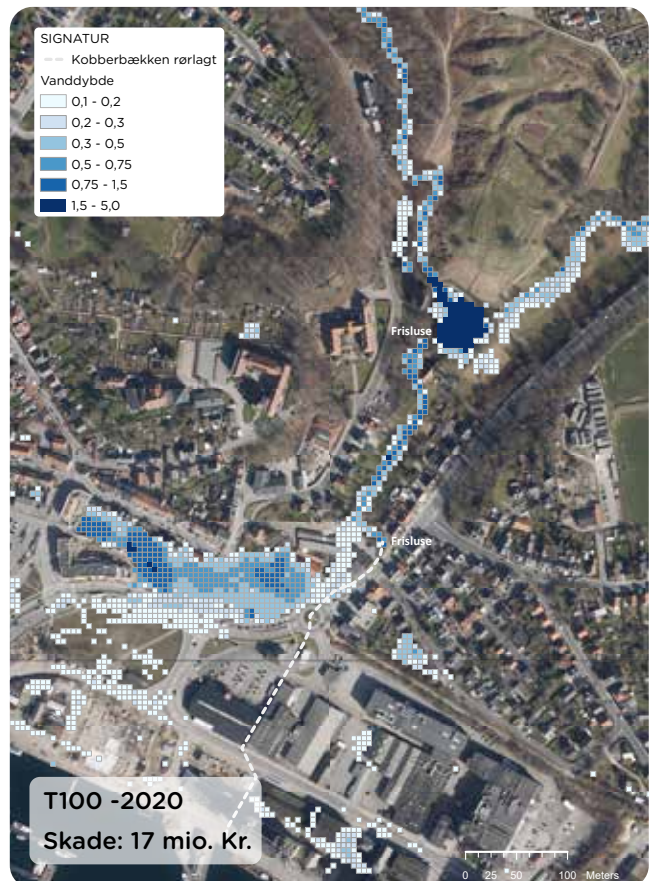 SIGNATUR
Kobberbækken rørlagt
Vanddybde
0,1 - 0,2
0,2 - 0,3
0,3 - 0,5
0,5 - 0,75
0,75 - 1,5
1,5 - 5,0
Frisluse
Frisluse
T100 -2020
Skade: 17 mio. Kr.
0 25 50 100 Meters